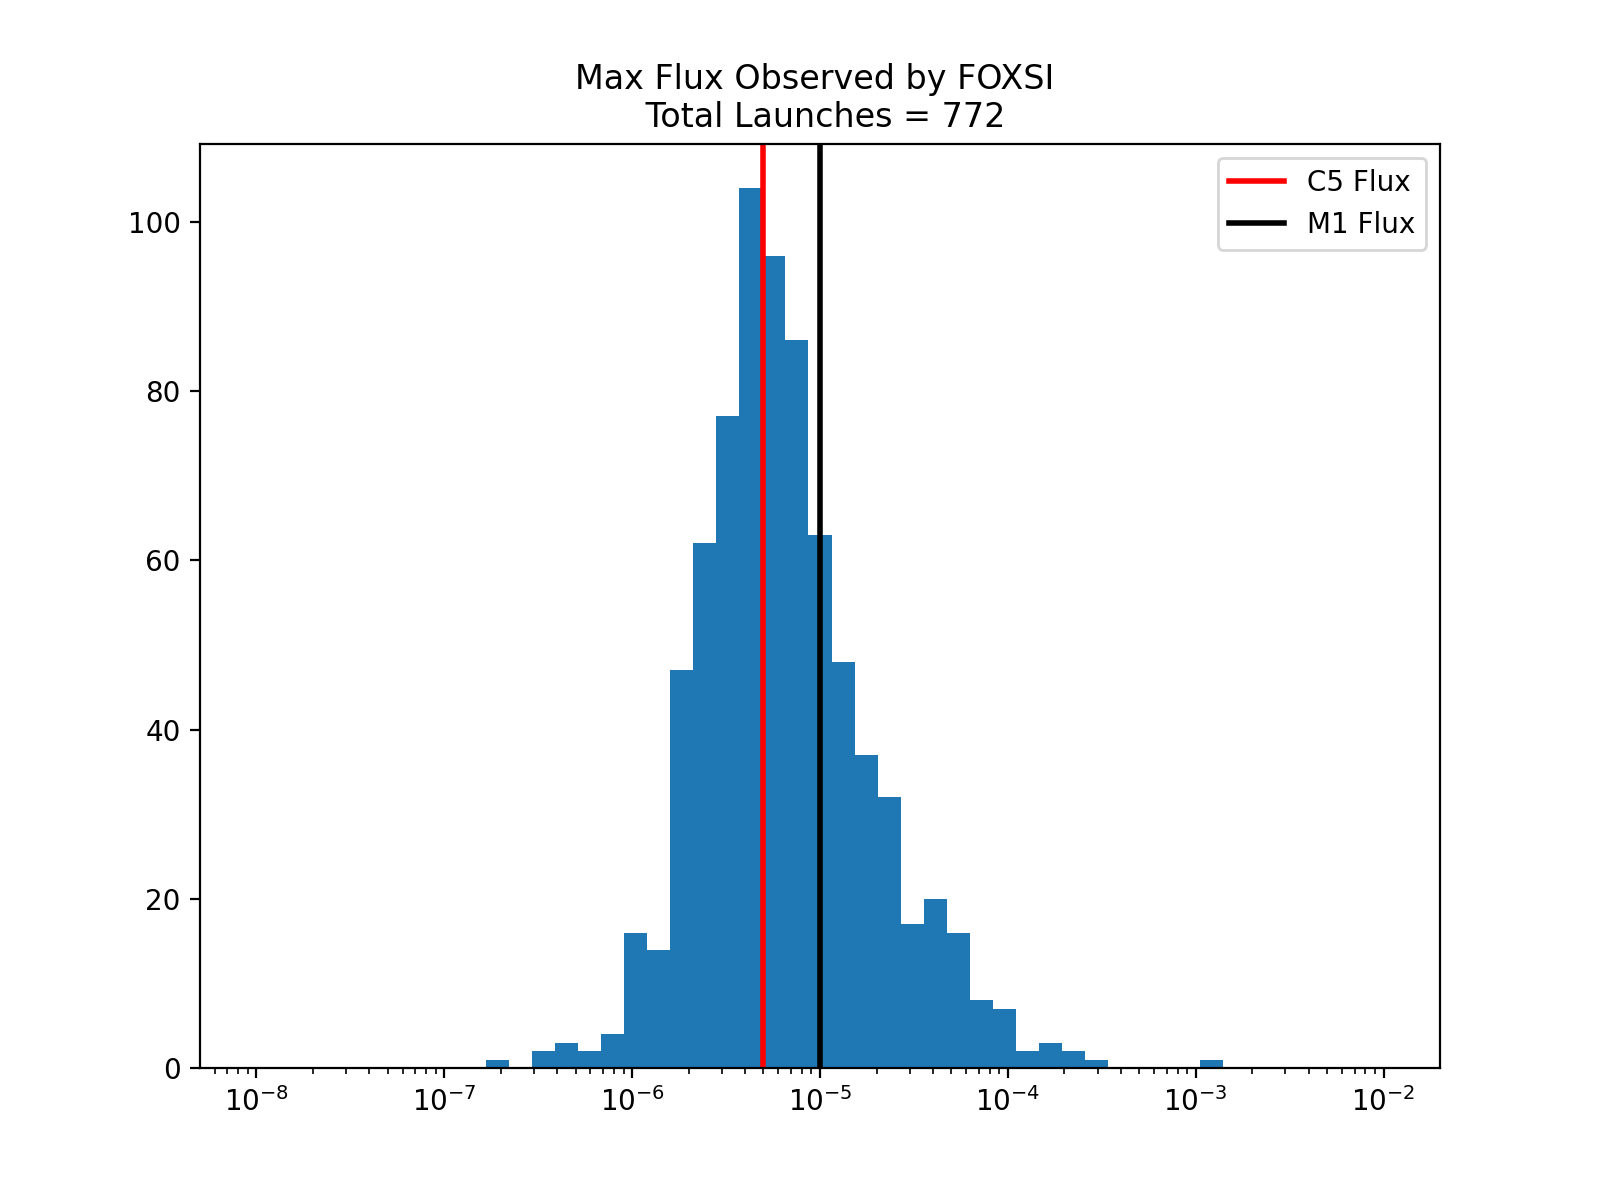 Max Flux Observed by FOXSI
Total Launches = 772
C5 Flux
M1 Flux
100
80
60
40
20
0
10⁻⁸ 10⁻⁷ 10⁻⁶ 10⁻⁵ 10⁻⁴ 10⁻³ 10⁻²